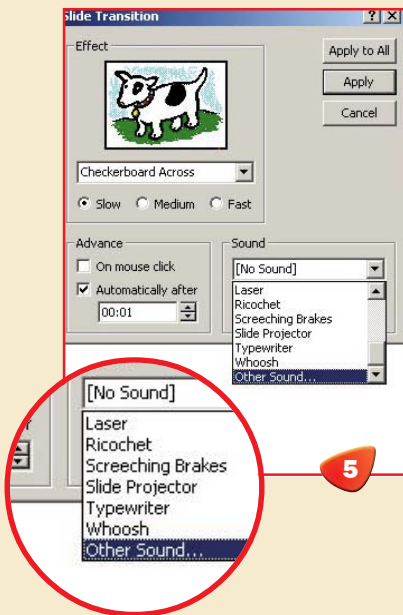 Slide Transition
Effect
Apply to All
Apply
Cancel
Checkerboard Across
Slow Medium Fast
Advance
On mouse click
Automatically after
00:01
Sound
[No Sound]
Laser
Ricochet
Screeching Brakes
Slide Projector
Typewriter
Whoosh
Other Sound...
[No Sound]
Laser
Ricochet
Screeching Brakes
Slide Projector
Typewriter
Whoosh
Other Sound...
5